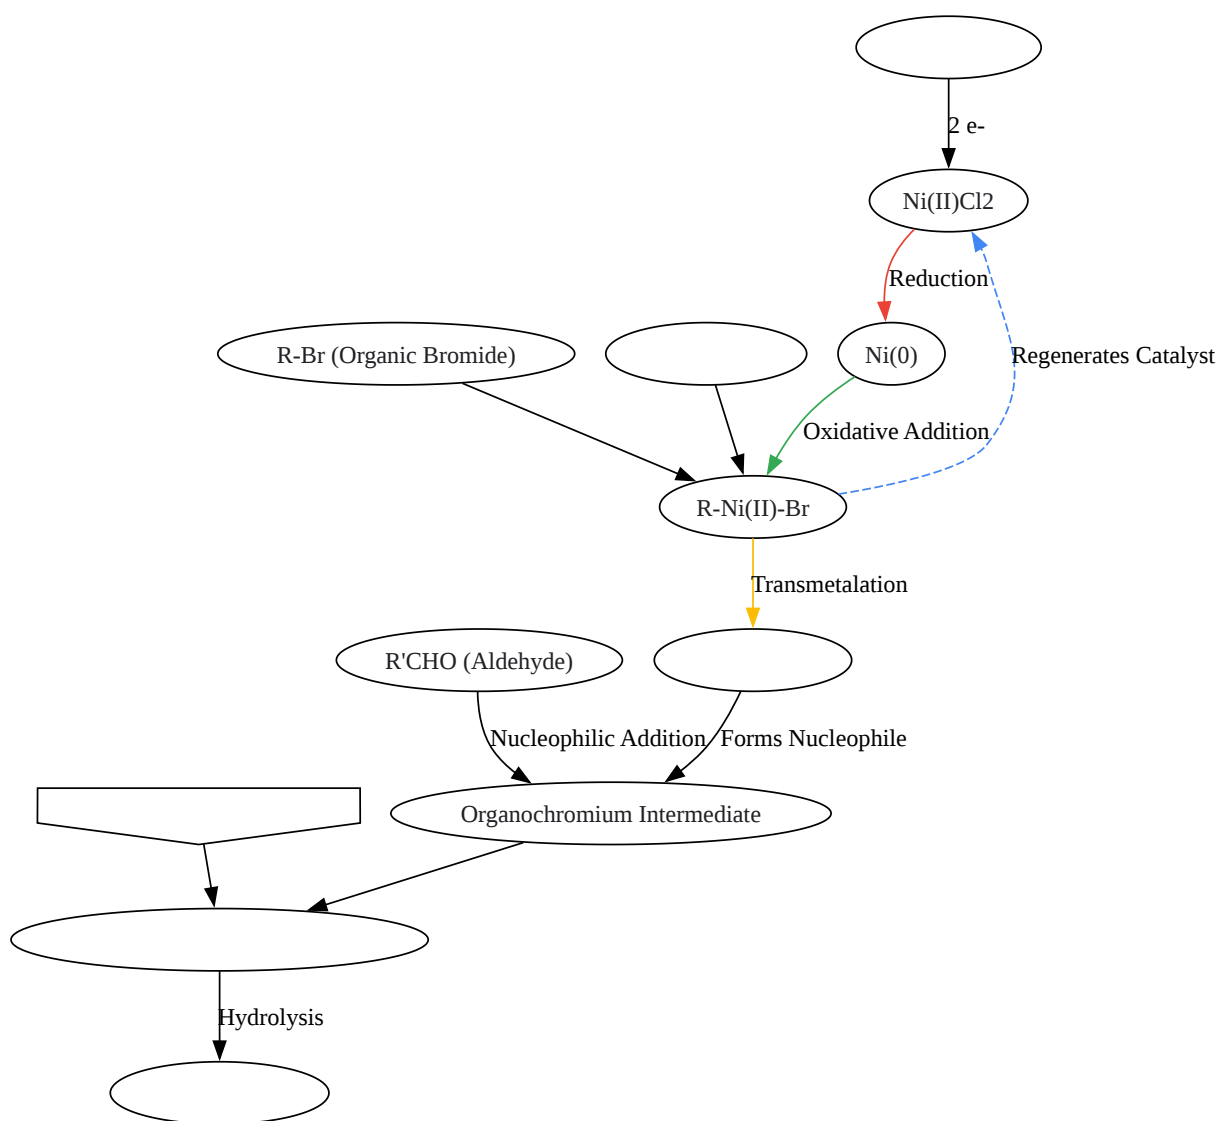 2 e-
Ni(II)Cl2
Reduction
R-Br (Organic Bromide)
Ni(0)
Regenerates Catalyst
Oxidative Addition
R-Ni(II)-Br
Transmetalation
R'CHO (Aldehyde)
Nucleophilic Addition
Forms Nucleophile
Organochromium Intermediate
Hydrolysis